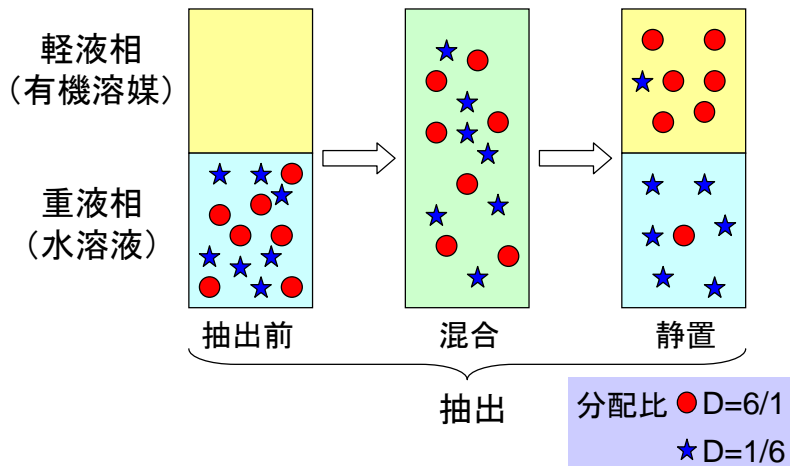 軽液相
（有機溶媒）
重液相
（水溶液）
抽出前
混合
静置
抽出
分配比 D=6/1
D=1/6